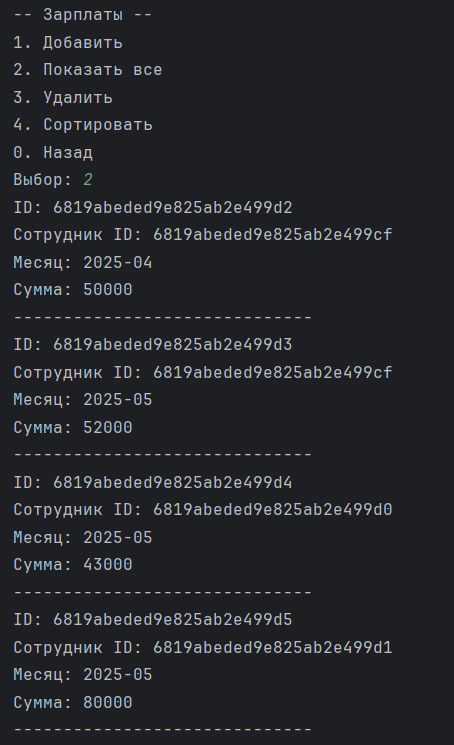 -- Зарплаты --
1. Добавить
2. Показать все
3. Удалить
4. Сортировать
0. Назад
Выбор: 2
ID: 6819abeded9e825ab2e499d2
Сотрудник ID: 6819abeded9e825ab2e499cf
Месяц: 2025-04
Сумма: 50000
------------------------------
ID: 6819abeded9e825ab2e499d3
Сотрудник ID: 6819abeded9e825ab2e499cf
Месяц: 2025-05
Сумма: 52000
------------------------------
ID: 6819abeded9e825ab2e499d4
Сотрудник ID: 6819abeded9e825ab2e499d0
Месяц: 2025-05
Сумма: 43000
------------------------------
ID: 6819abeded9e825ab2e499d5
Сотрудник ID: 6819abeded9e825ab2e499d1
Месяц: 2025-05
Сумма: 80000
------------------------------